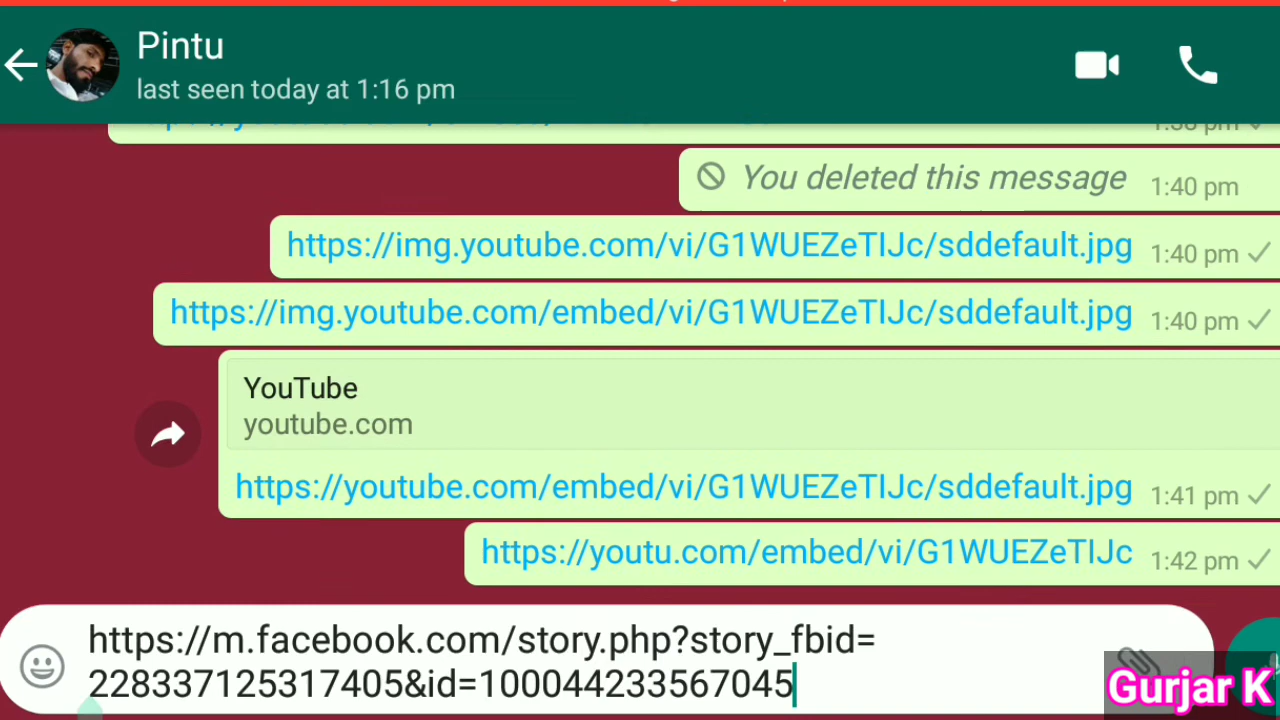 Pintu
last seen today at 1:16 pm
You deleted this message 1:40 pm
https://img.youtube.com/vi/G1WUEZeTIJc/sddefault.jpg 1:40 pm
https://img.youtube.com/embed/vi/G1WUEZeTIJc/sddefault.jpg 1:40 pm
YouTube
youtube.com
https://youtube.com/embed/vi/G1WUEZeTIJc/sddefault.jpg 1:41 pm
https://youtu.com/embed/vi/G1WUEZeTIJc 1:42 pm
https://m.facebook.com/story.php?story_fbid=
228337125317405&id=100044233567045
Gurjar K